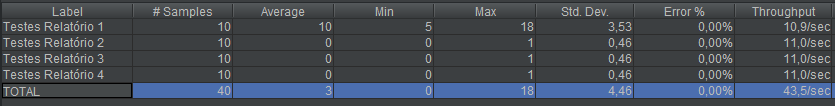 Label # Samples Average Min Max Std. Dev. Error % Throughput
Testes Relatório 1 10 10 5 18 3,53 0,00% 10,9/sec
Testes Relatório 2 10 0 0 1 0,46 0,00% 11,0/sec
Testes Relatório 3 10 0 0 1 0,46 0,00% 11,0/sec
Testes Relatório 4 10 0 0 1 0,46 0,00% 11,0/sec
TOTAL 40 3 0 18 4,46 0,00% 43,5/sec